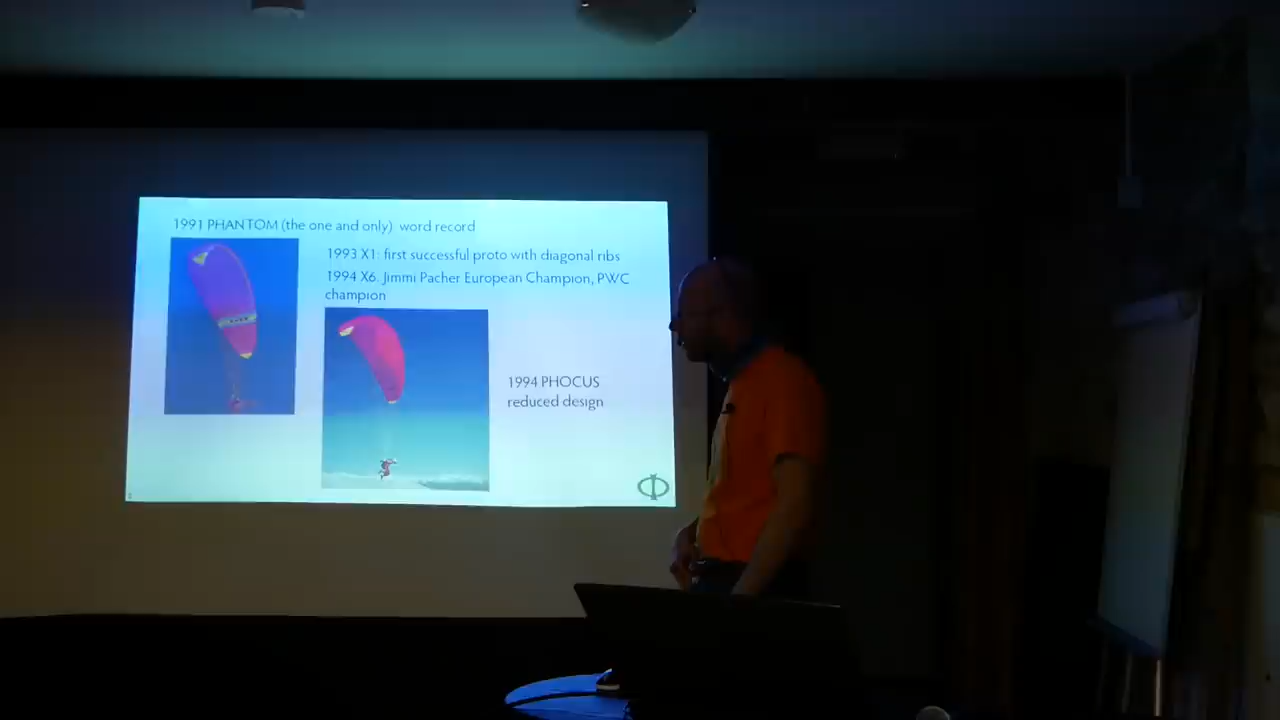 1991 PHANTOM (the one and only) word record
1993 X1: first successful proto with diagonal ribs
1994 X6. Jimmi Pacher European Champion, PWC
champion
1994 PHOCUS
reduced design